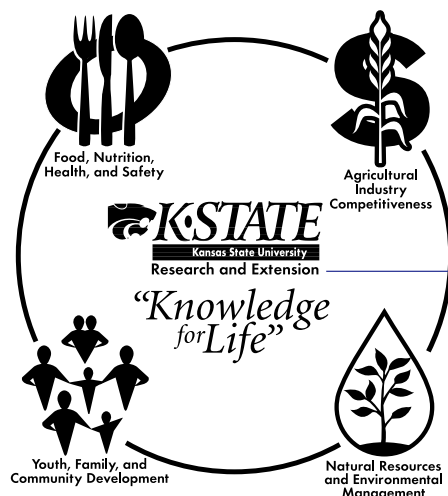 Food, Nutrition,
Health, and Safety
Agricultural
Industry
Competitiveness
K•STATE
Kansas State University
Research and Extension
“Knowledge
for Life”
Youth, Family, and
Community Development
Natural Resources
and Environmental
Management